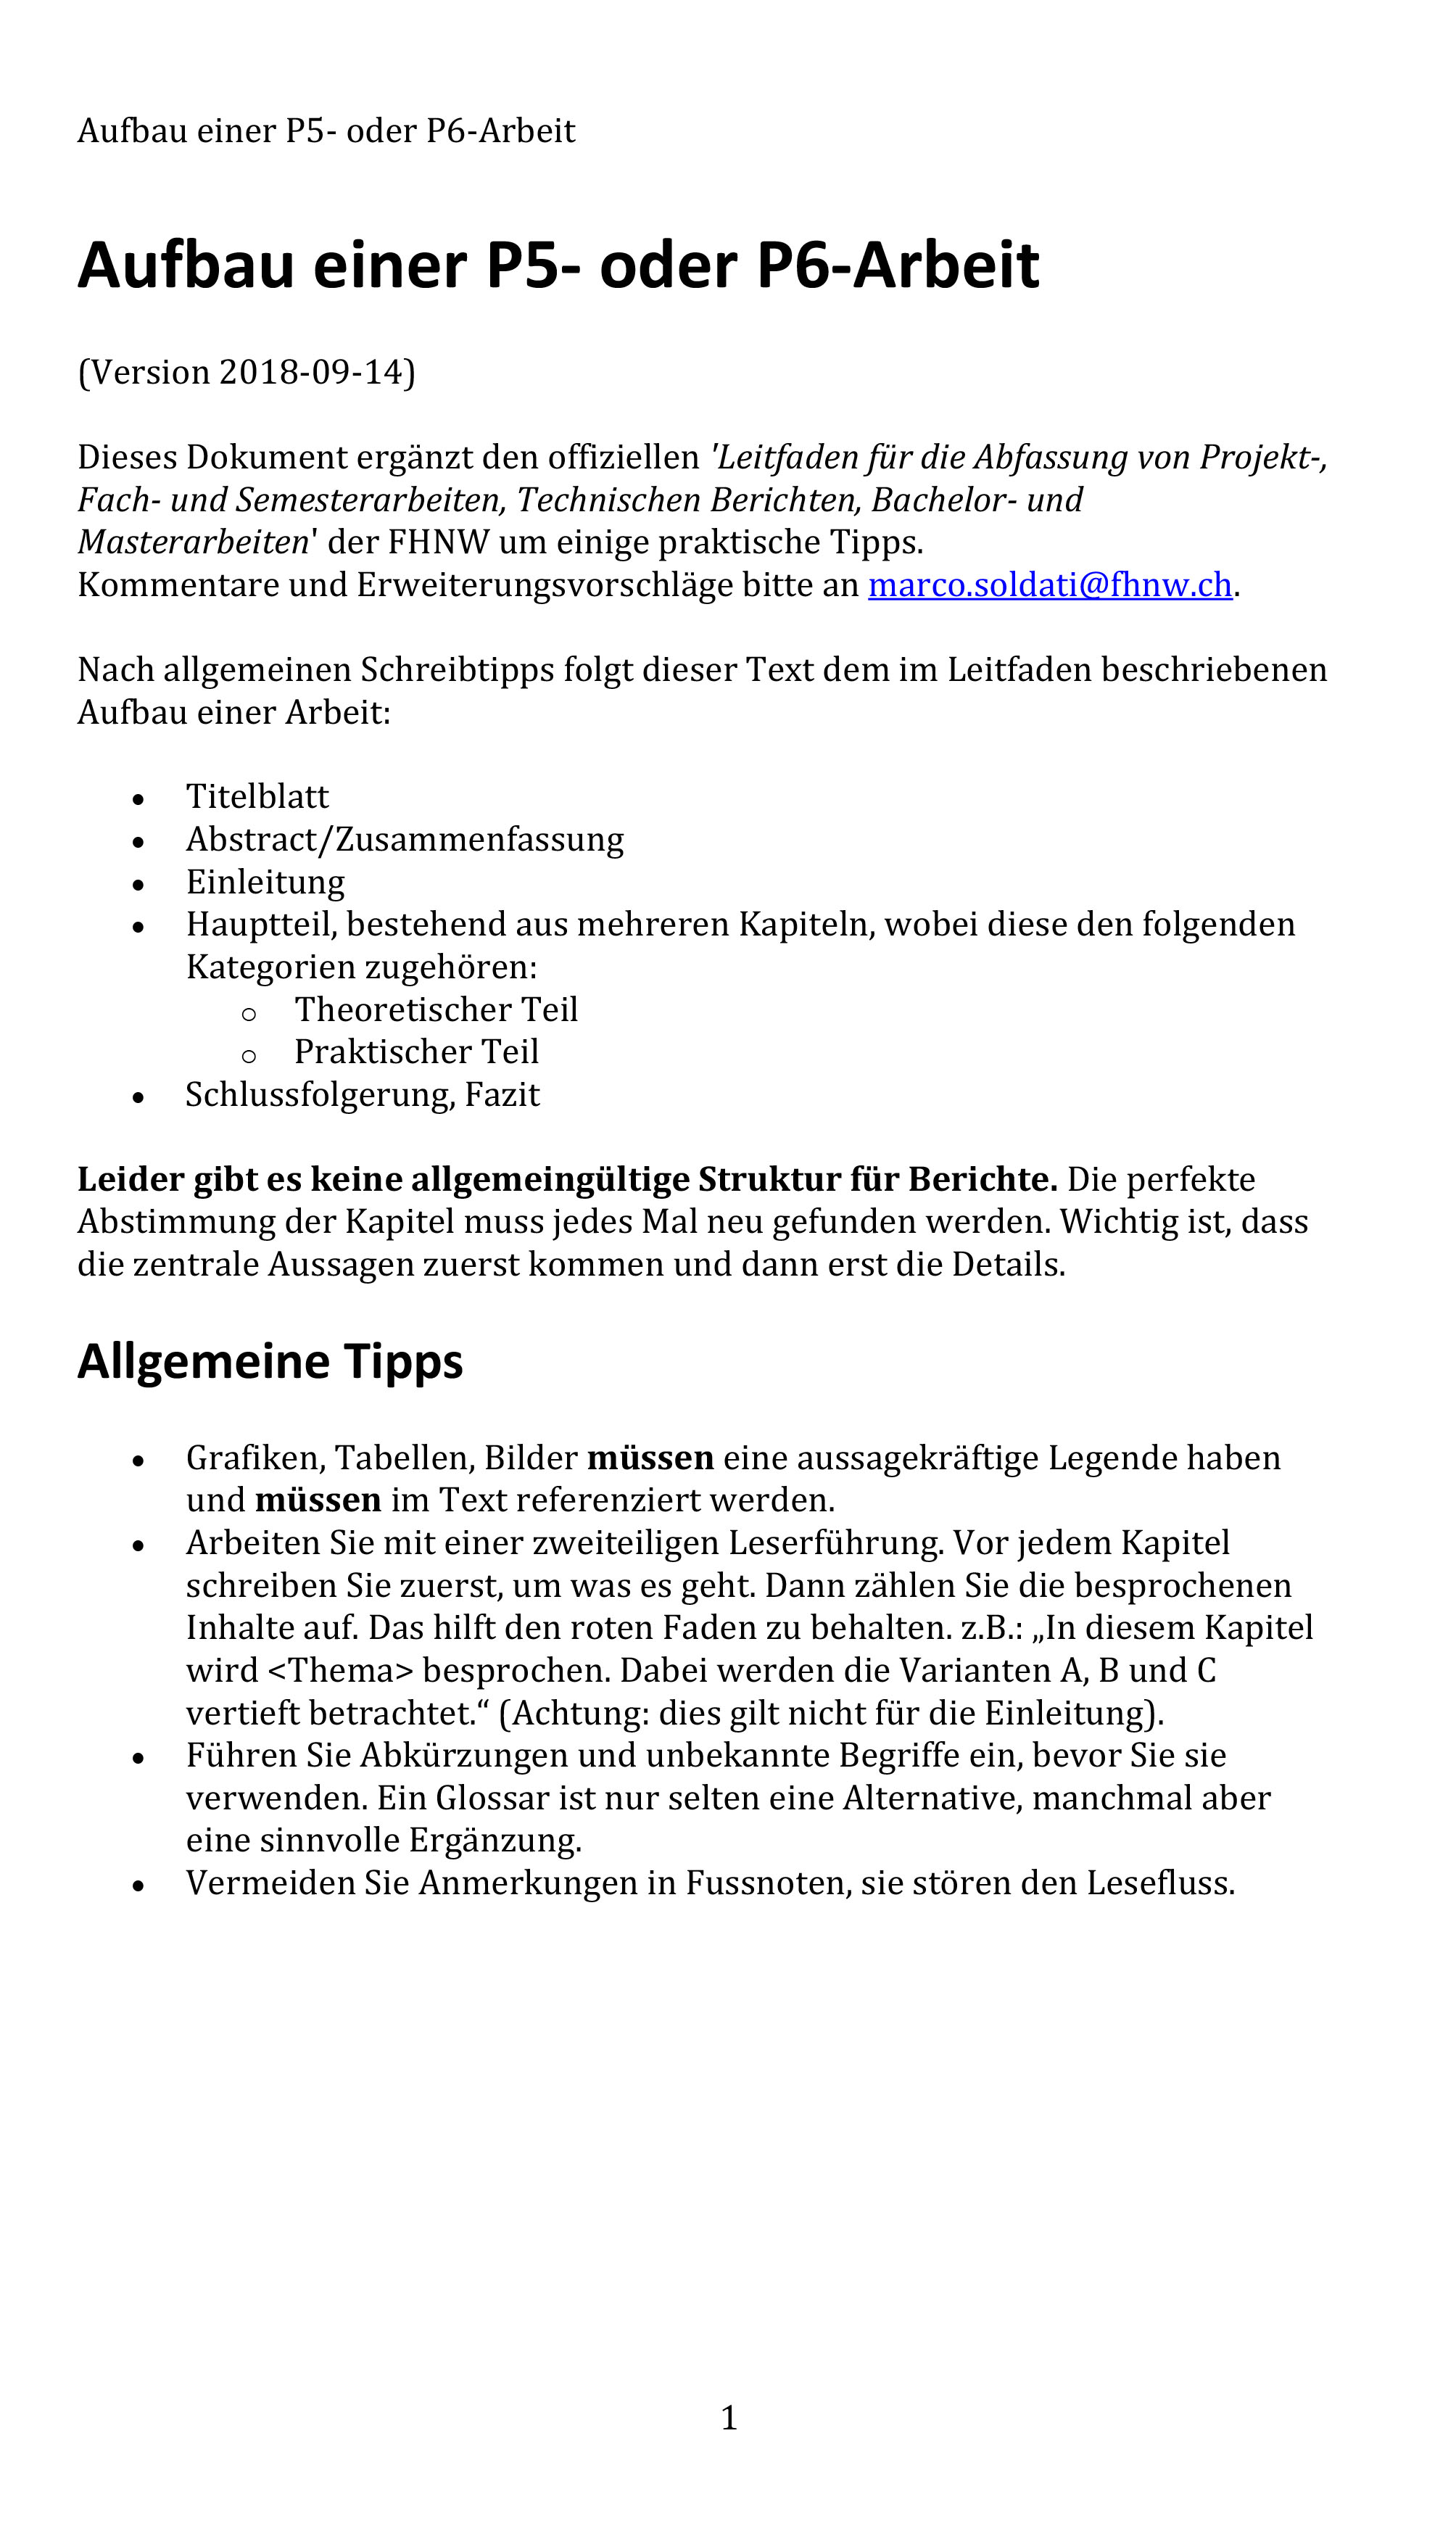 Aufbau einer P5- oder P6-Arbeit
Aufbau einer P5- oder P6-Arbeit
(Version 2018-09-14)
Dieses Dokument ergänzt den offiziellen 'Leitfaden für die Abfassung von Projekt-,
Fach- und Semesterarbeiten, Technischen Berichten, Bachelor- und
Masterarbeiten' der FHNW um einige praktische Tipps.
Kommentare und Erweiterungsvorschläge bitte an marco.soldati@fhnw.ch.
Nach allgemeinen Schreibtipps folgt dieser Text dem im Leitfaden beschriebenen
Aufbau einer Arbeit:
• Titelblatt
• Abstract/Zusammenfassung
• Einleitung
• Hauptteil, bestehend aus mehreren Kapiteln, wobei diese den folgenden
Kategorien zugehören:
o Theoretischer Teil
o Praktischer Teil
• Schlussfolgerung, Fazit
Leider gibt es keine allgemeingültige Struktur für Berichte. Die perfekte
Abstimmung der Kapitel muss jedes Mal neu gefunden werden. Wichtig ist, dass
die zentrale Aussagen zuerst kommen und dann erst die Details.
Allgemeine Tipps
• Grafiken, Tabellen, Bilder müssen eine aussagekräftige Legende haben
und müssen im Text referenziert werden.
• Arbeiten Sie mit einer zweiteiligen Leserführung. Vor jedem Kapitel
schreiben Sie zuerst, um was es geht. Dann zählen Sie die besprochenen
Inhalte auf. Das hilft den roten Faden zu behalten. z.B.: „In diesem Kapitel
wird <Thema> besprochen. Dabei werden die Varianten A, B und C
vertieft betrachtet.“ (Achtung: dies gilt nicht für die Einleitung).
• Führen Sie Abkürzungen und unbekannte Begriffe ein, bevor Sie sie
verwenden. Ein Glossar ist nur selten eine Alternative, manchmal aber
eine sinnvolle Ergänzung.
• Vermeiden Sie Anmerkungen in Fussnoten, sie stören den Lesefluss.
1